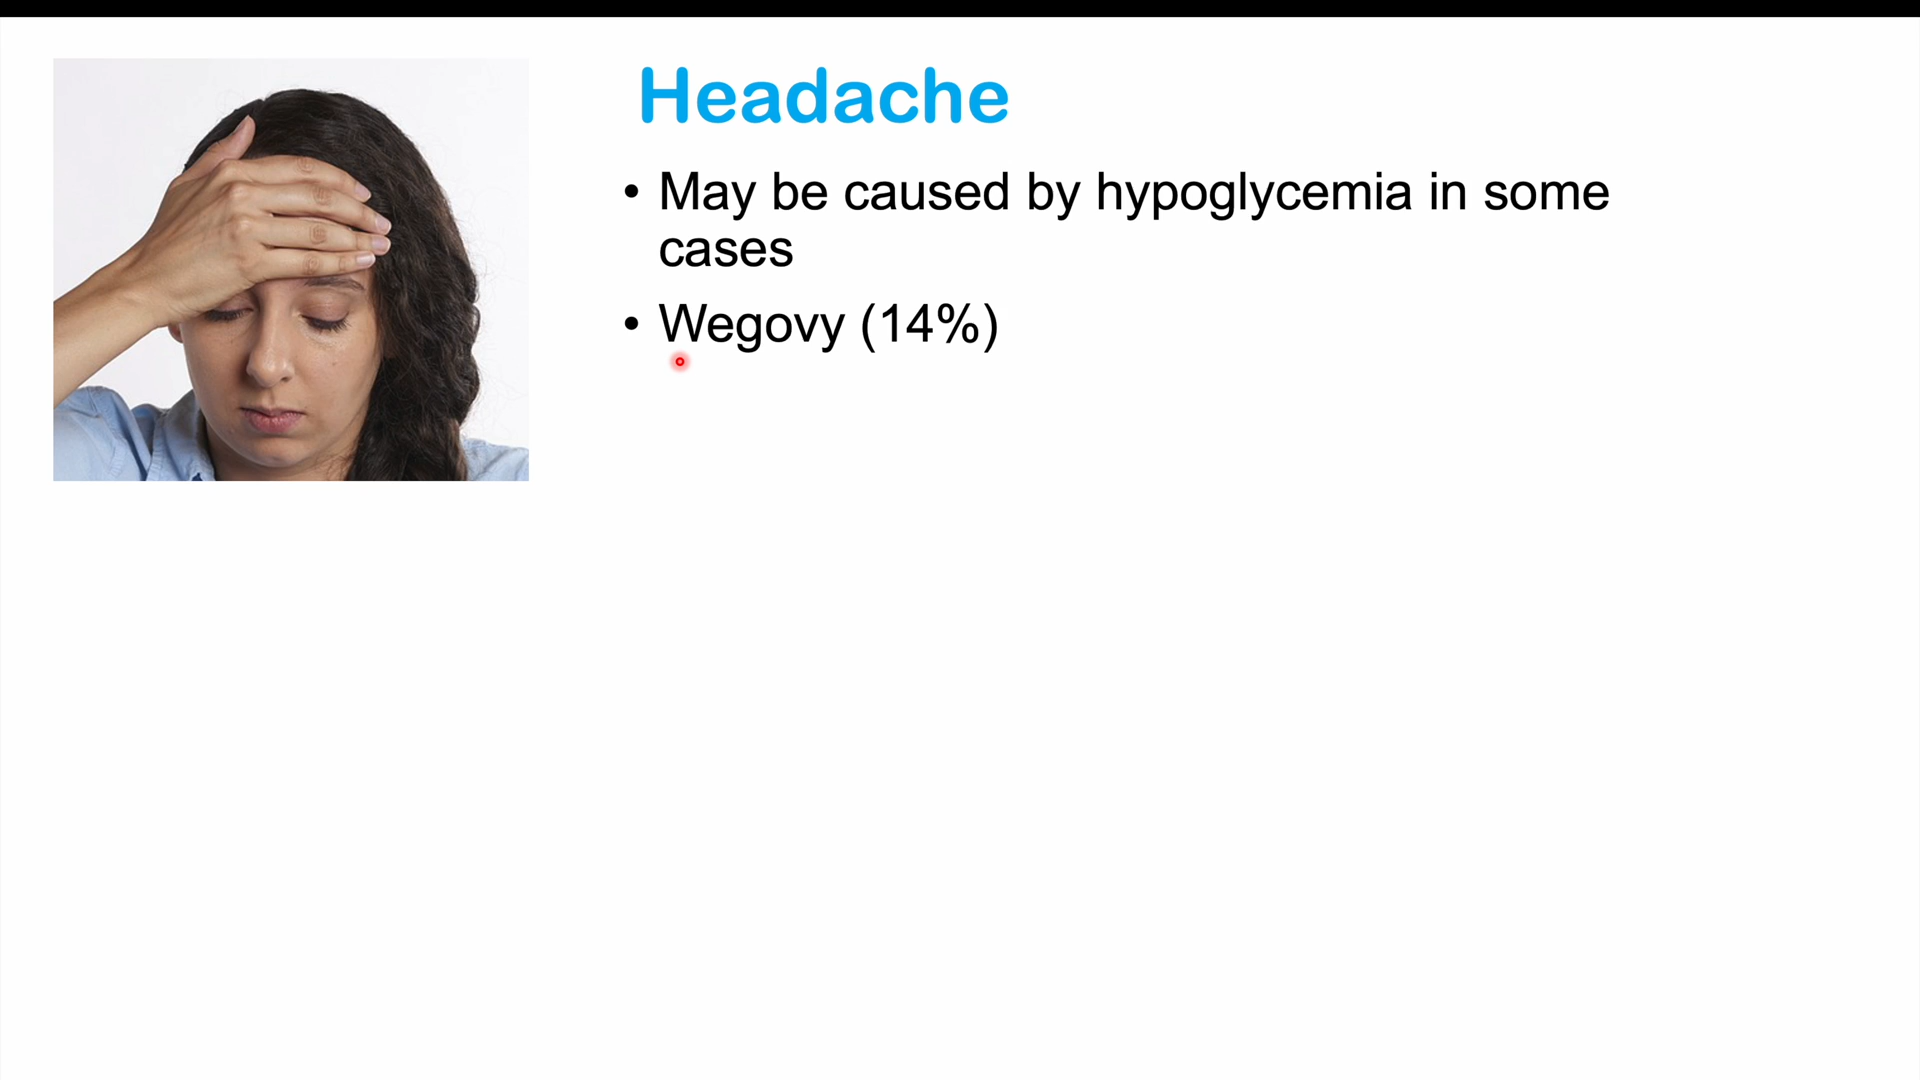 Headache
• May be caused by hypoglycemia in some
cases
• Wegovy (14%)